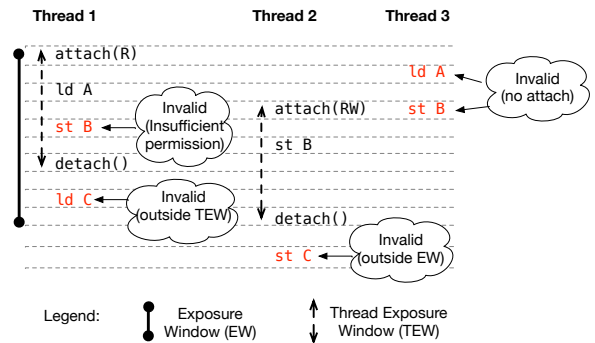 Thread 1
Thread 2
Thread 3
attach(R)
ld A
ld A
Invalid
(no attach)
Invalid
(Insufficient
permission)
attach(RW)
st B
st B
st B
detach()
ld C
Invalid
(outside TEW)
detach()
Invalid
(outside EW)
st C
Legend:
Exposure
Window (EW)
Thread Exposure
Window (TEW)